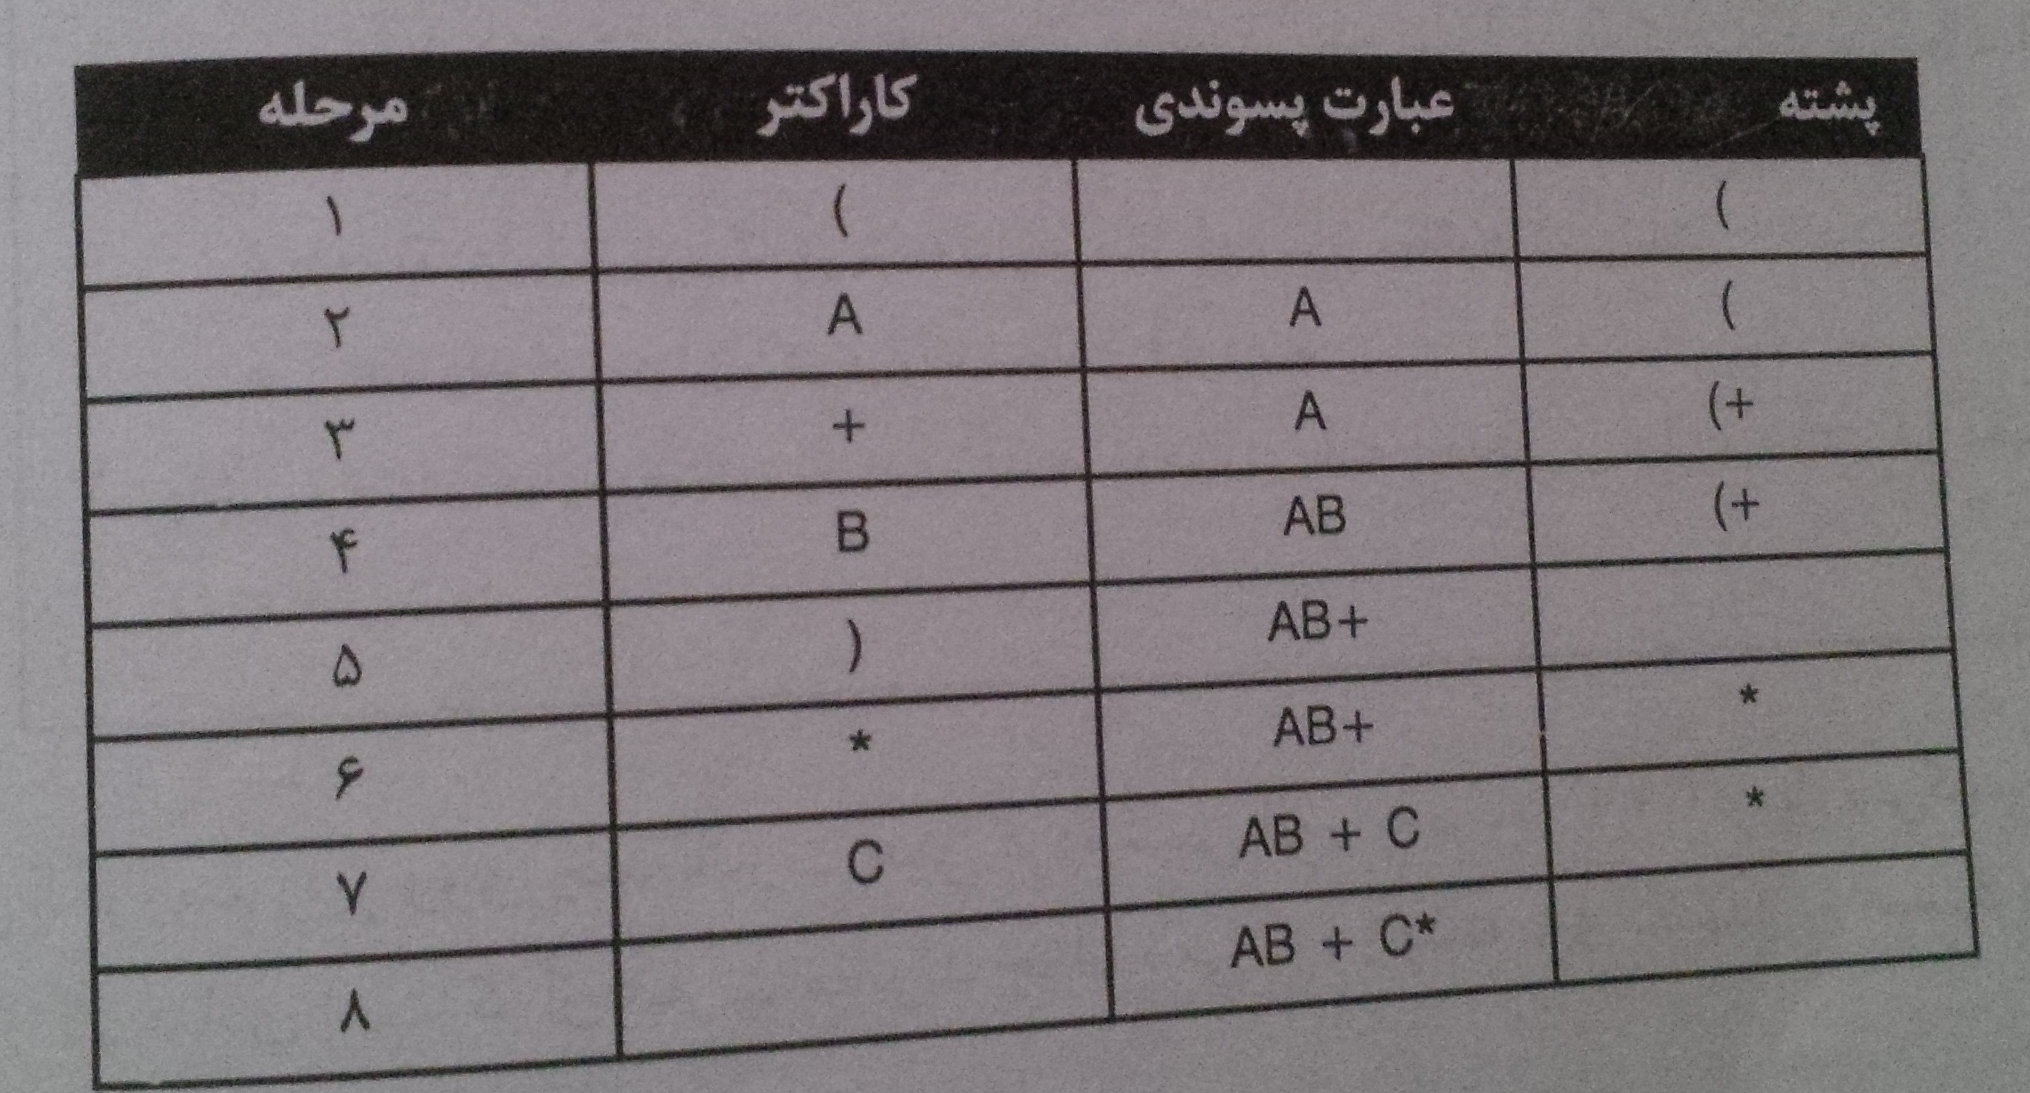 مرحله کاراکتر عبارت پسوندی پشته
۱ ( (
۲ A A (
۳ + A (+
۴ B AB (+
۵ ) AB+
۶ * AB+ *
۷ C AB + C *
۸ AB + C*